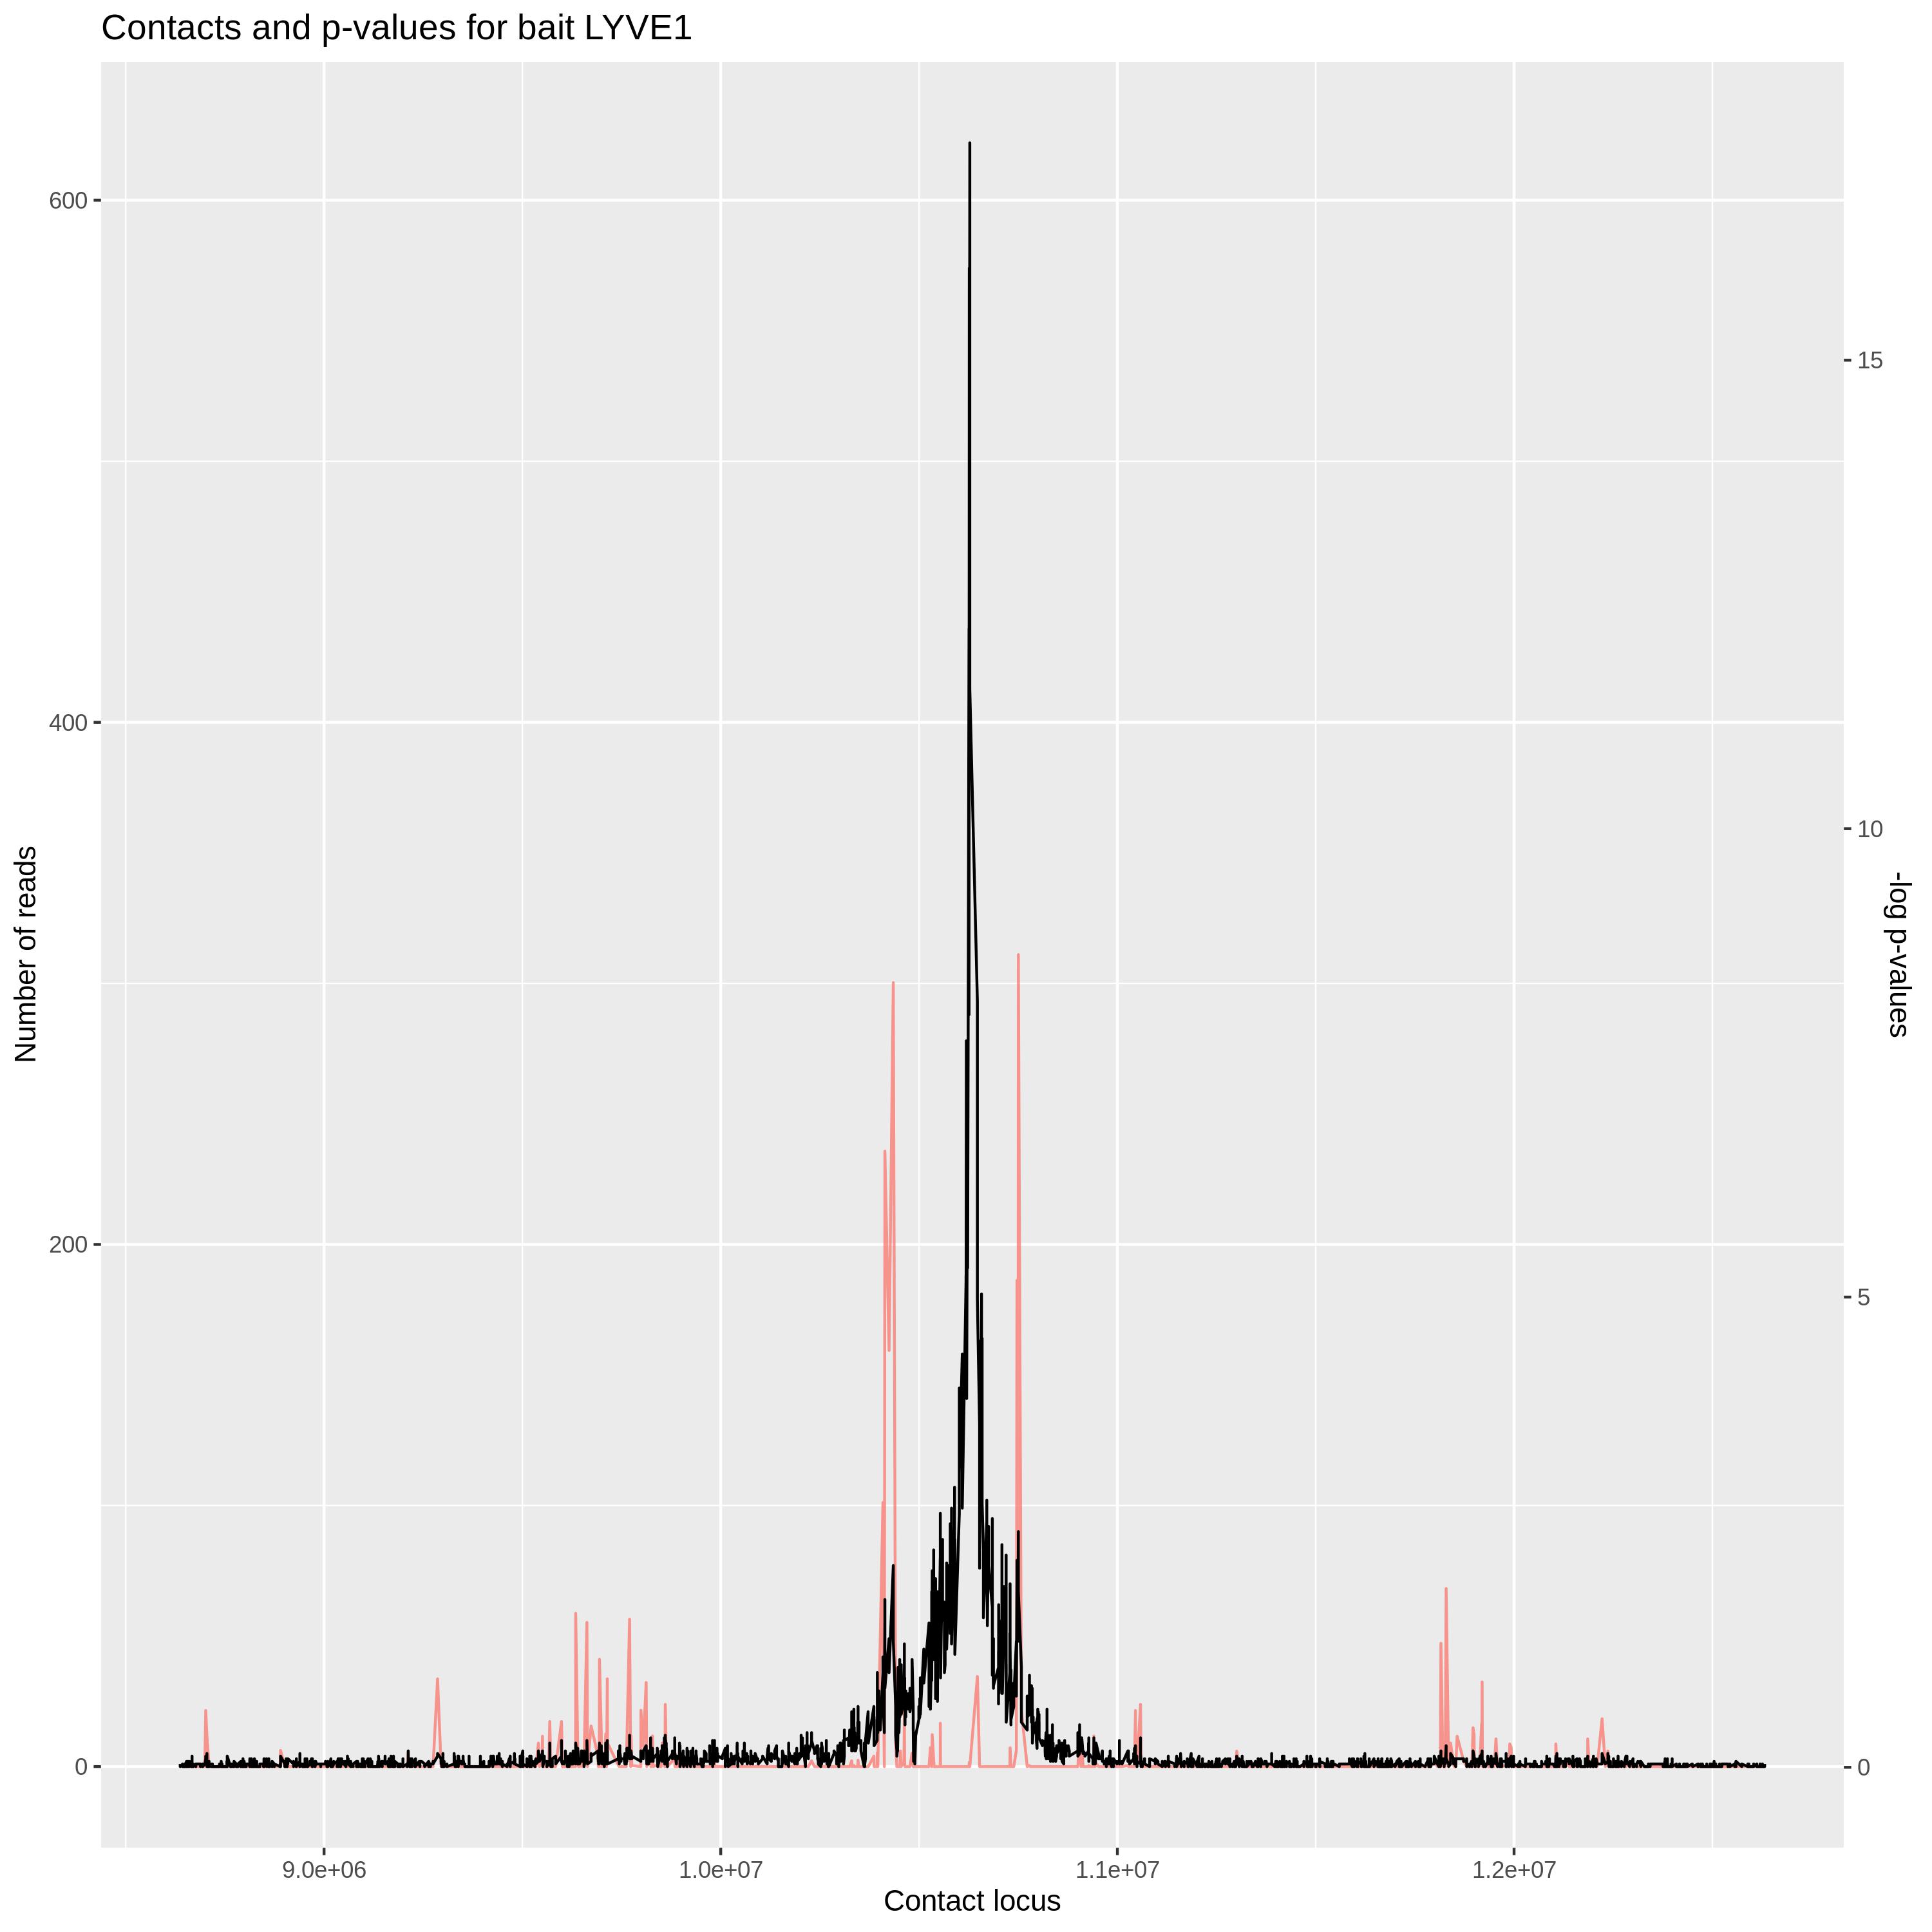 Contacts and p-values for bait LYVE1
600
400
200
0
Number of reads
15
10
5
0
-log p-values
9.0e+06
1.0e+07
1.1e+07
1.2e+07
Contact locus